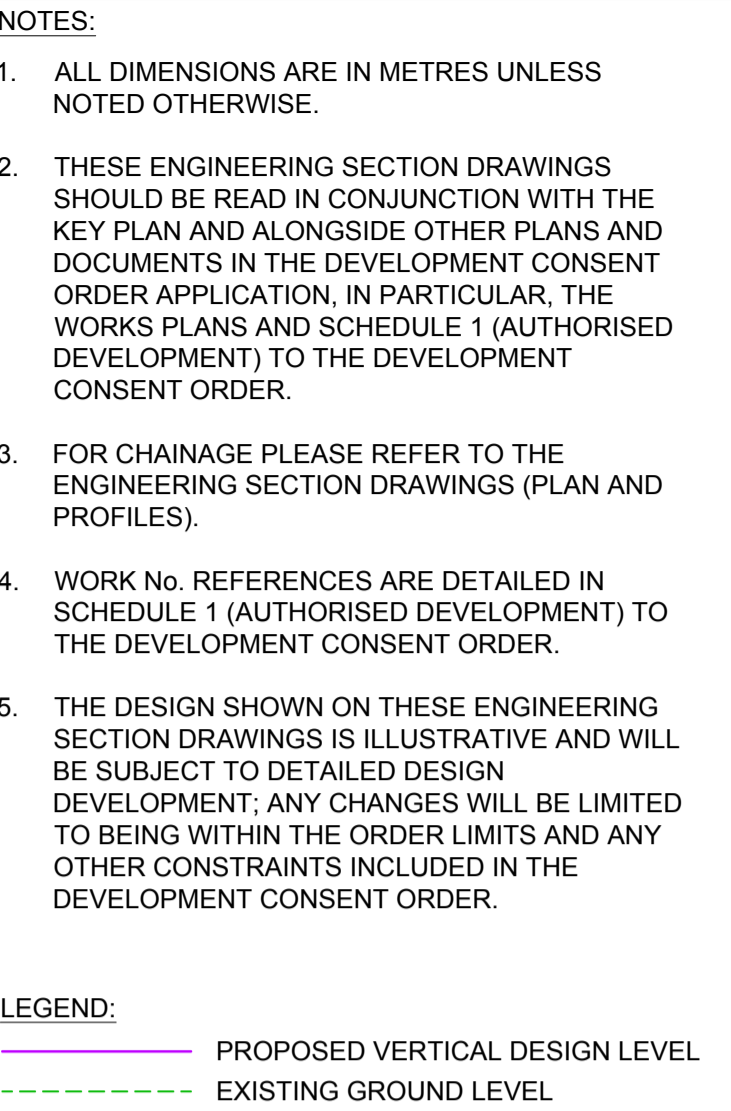 NOTES:
1. ALL DIMENSIONS ARE IN METRES UNLESS
NOTED OTHERWISE.
2. THESE ENGINEERING SECTION DRAWINGS
SHOULD BE READ IN CONJUNCTION WITH THE
KEY PLAN AND ALONGSIDE OTHER PLANS AND
DOCUMENTS IN THE DEVELOPMENT CONSENT
ORDER APPLICATION, IN PARTICULAR, THE
WORKS PLANS AND SCHEDULE 1 (AUTHORISED
DEVELOPMENT) TO THE DEVELOPMENT
CONSENT ORDER.
3. FOR CHAINAGE PLEASE REFER TO THE
ENGINEERING SECTION DRAWINGS (PLAN AND
PROFILES).
4. WORK No. REFERENCES ARE DETAILED IN
SCHEDULE 1 (AUTHORISED DEVELOPMENT) TO
THE DEVELOPMENT CONSENT ORDER.
5. THE DESIGN SHOWN ON THESE ENGINEERING
SECTION DRAWINGS IS ILLUSTRATIVE AND WILL
BE SUBJECT TO DETAILED DESIGN
DEVELOPMENT; ANY CHANGES WILL BE LIMITED
TO BEING WITHIN THE ORDER LIMITS AND ANY
OTHER CONSTRAINTS INCLUDED IN THE
DEVELOPMENT CONSENT ORDER.
LEGEND:
PROPOSED VERTICAL DESIGN LEVEL
EXISTING GROUND LEVEL